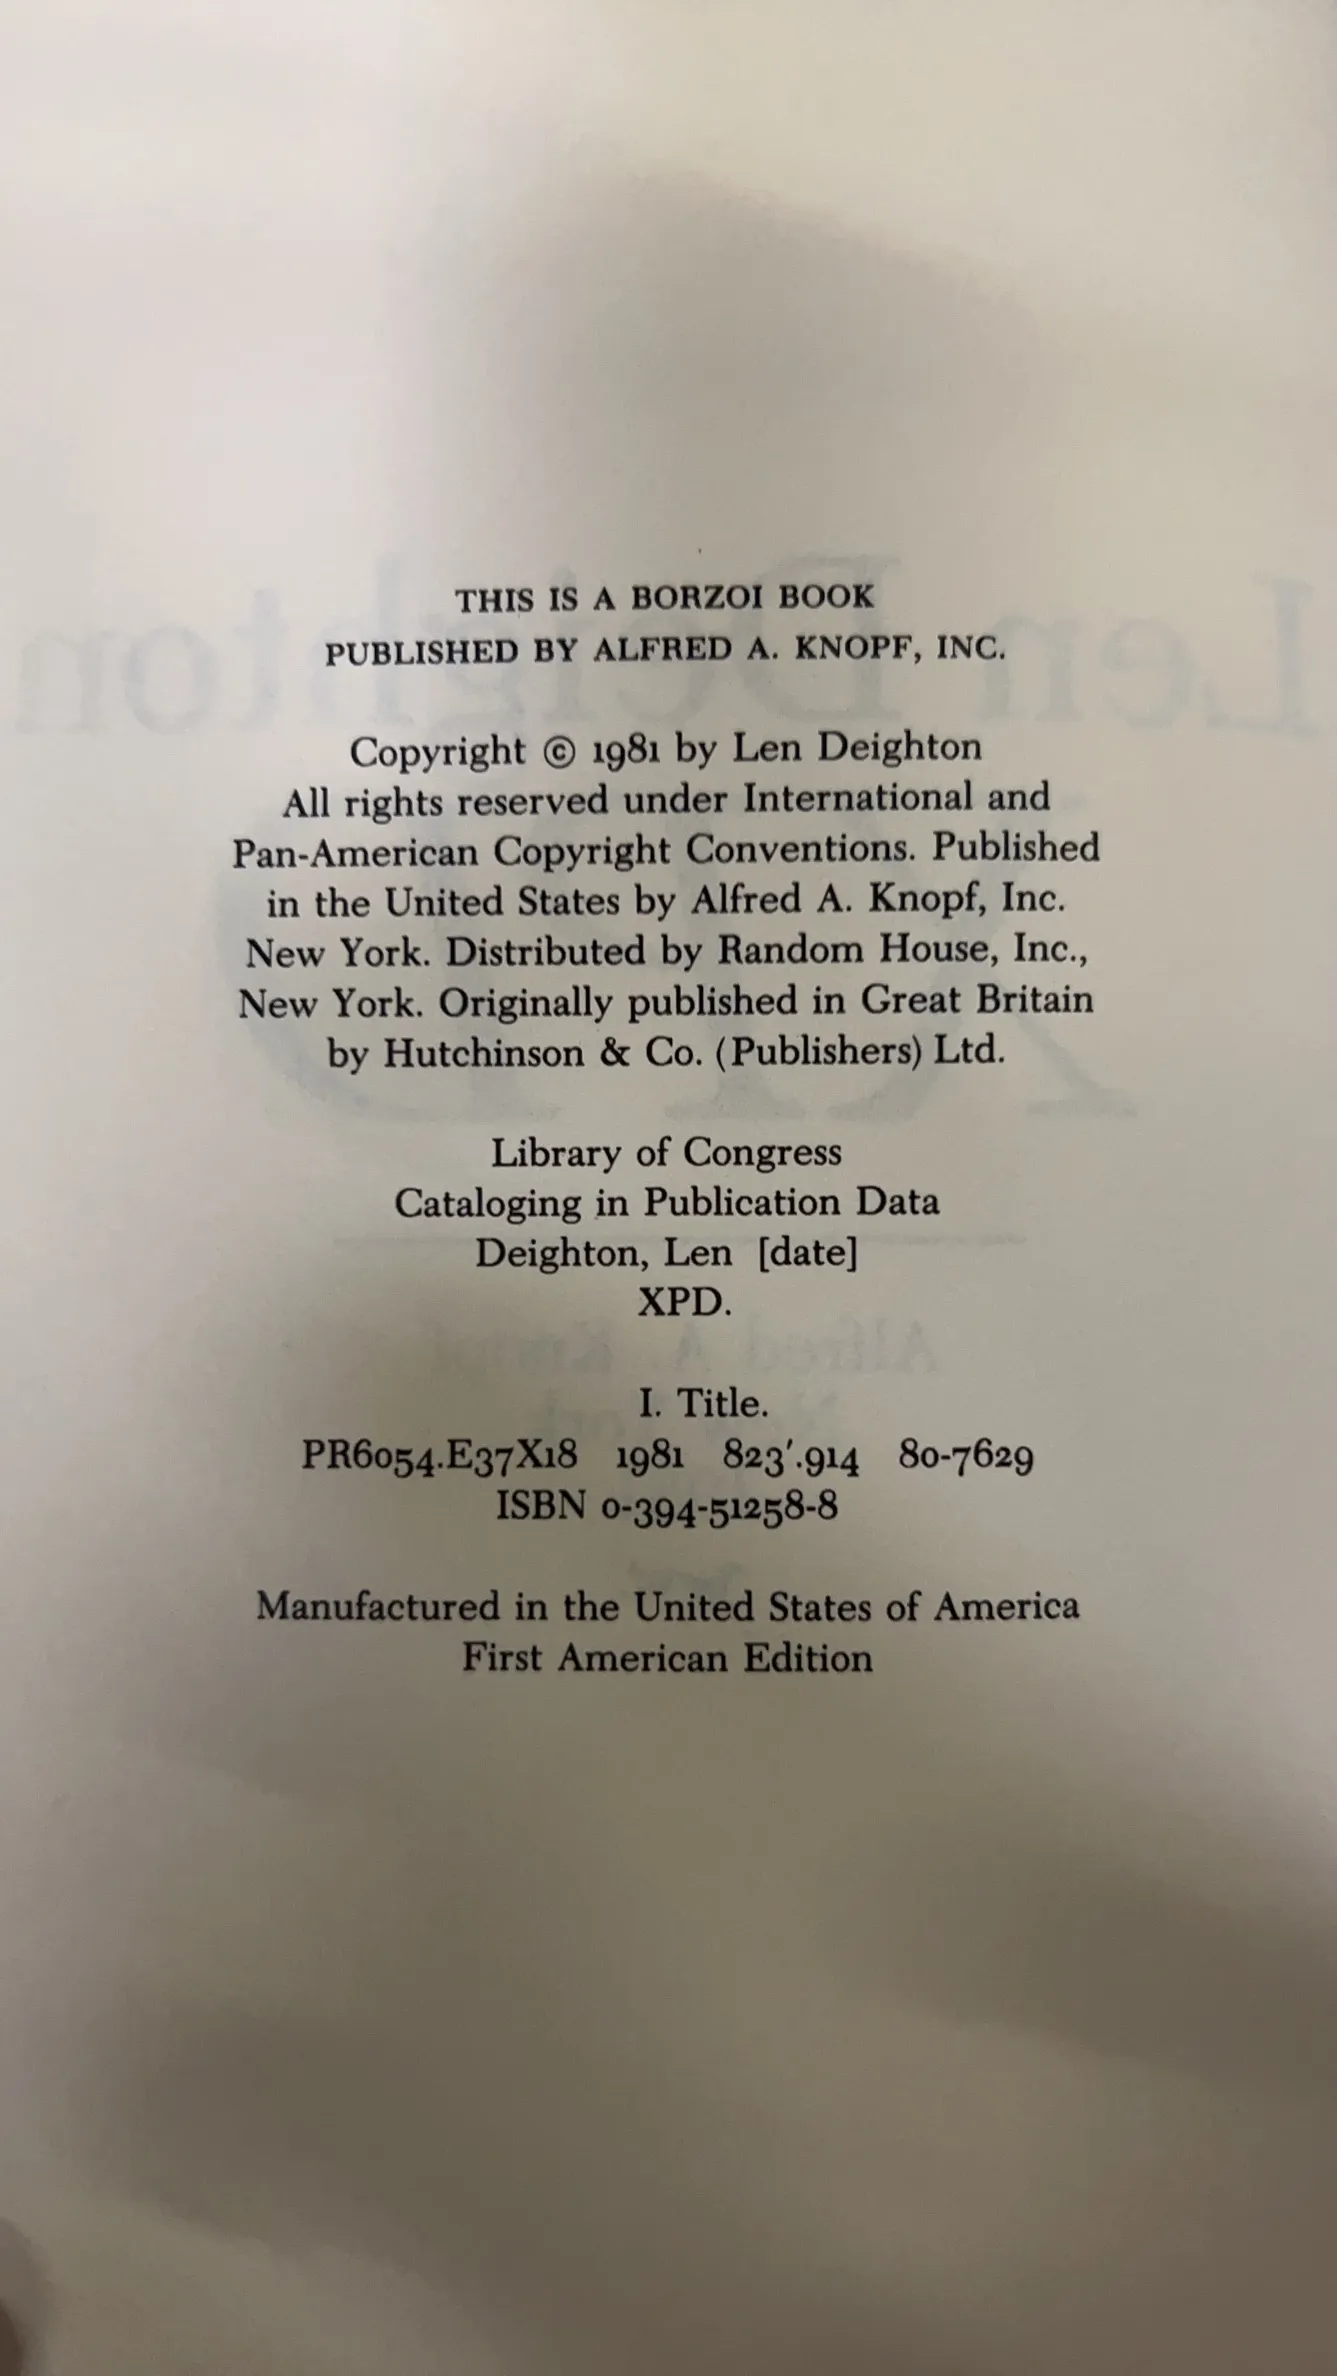 THIS IS A BORZOI BOOK
PUBLISHED BY ALFRED A. KNOPF, INC.
Copyright © 1981 by Len Deighton
All rights reserved under International and
Pan-American Copyright Conventions. Published
in the United States by Alfred A. Knopf, Inc.
New York. Distributed by Random House, Inc.,
New York. Originally published in Great Britain
by Hutchinson & Co. (Publishers) Ltd.
Library of Congress
Cataloging in Publication Data
Deighton, Len [date]
XPD.
I. Title.
PR6054.E37X18 1981 823′.914 80-7629
ISBN 0-394-51258-8
Manufactured in the United States of America
First American Edition